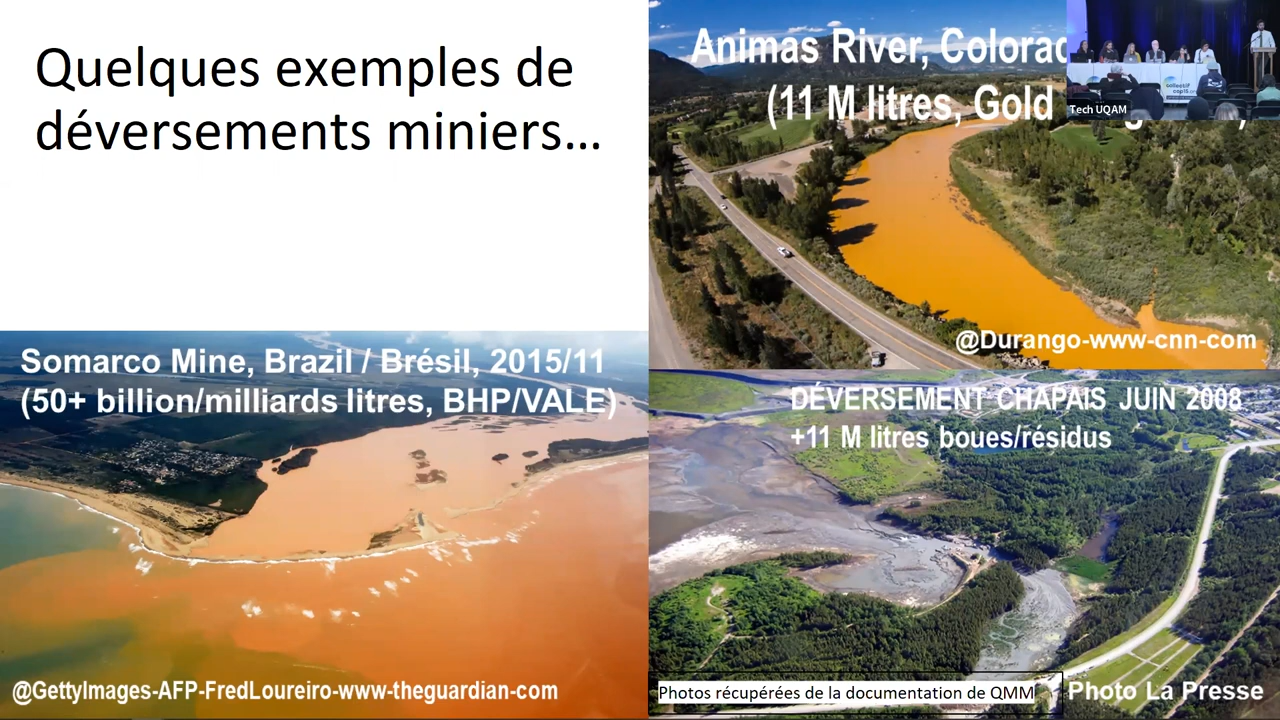 Quelques exemples de
déversements miniers...
Animas River, Colorad
(11 M litres, Gold
Tech UQAM
collectif
cop15
@Durango-www-cnn-com
Somarco Mine, Brazil / Brésil, 2015/11
(50+ billion/milliards litres, BHP/VALE)
@GettyImages-AFP-FredLoureiro-www-theguardian-com
DÉVERSEMENT CHAPAIS JUIN 2008
+11 M litres boues/résidus
Photos récupérées de la documentation de QMM
Photo La Presse